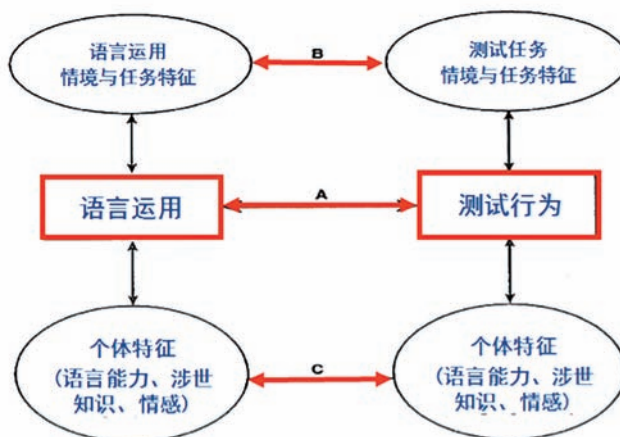 语言运用
情境与任务特征
B
测试任务
情境与任务特征
语言运用
A
测试行为
个体特征
(语言能力、涉世
知识、情感)
C
个体特征
(语言能力、涉世
知识、情感)